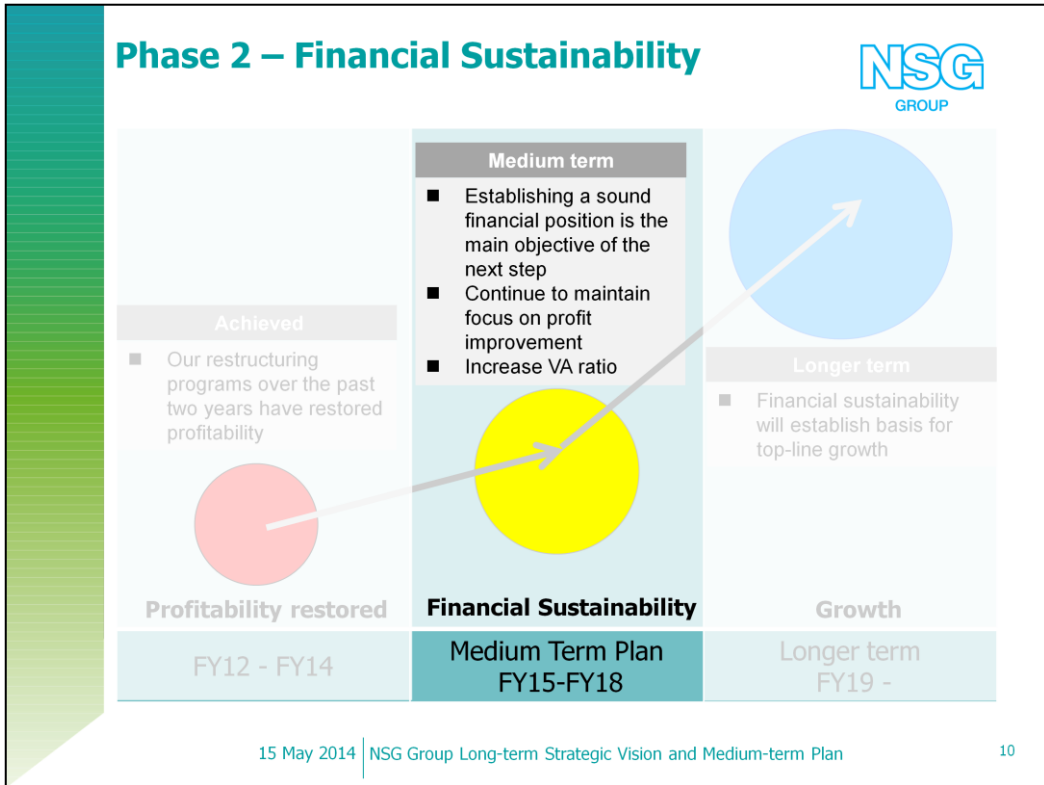 Phase 2 – Financial Sustainability
NSG
GROUP
Achieved
■ Our restructuring
programs over the past
two years have restored
profitability
Profitability restored
FY12 - FY14
Medium term
■ Establishing a sound
financial position is the
main objective of the
next step
■ Continue to maintain
focus on profit
improvement
■ Increase VA ratio
Financial Sustainability
Medium Term Plan
FY15-FY18
Longer term
■ Financial sustainability
will establish basis for
top-line growth
Growth
Longer term
FY19 -
15 May 2014 | NSG Group Long-term Strategic Vision and Medium-term Plan
10